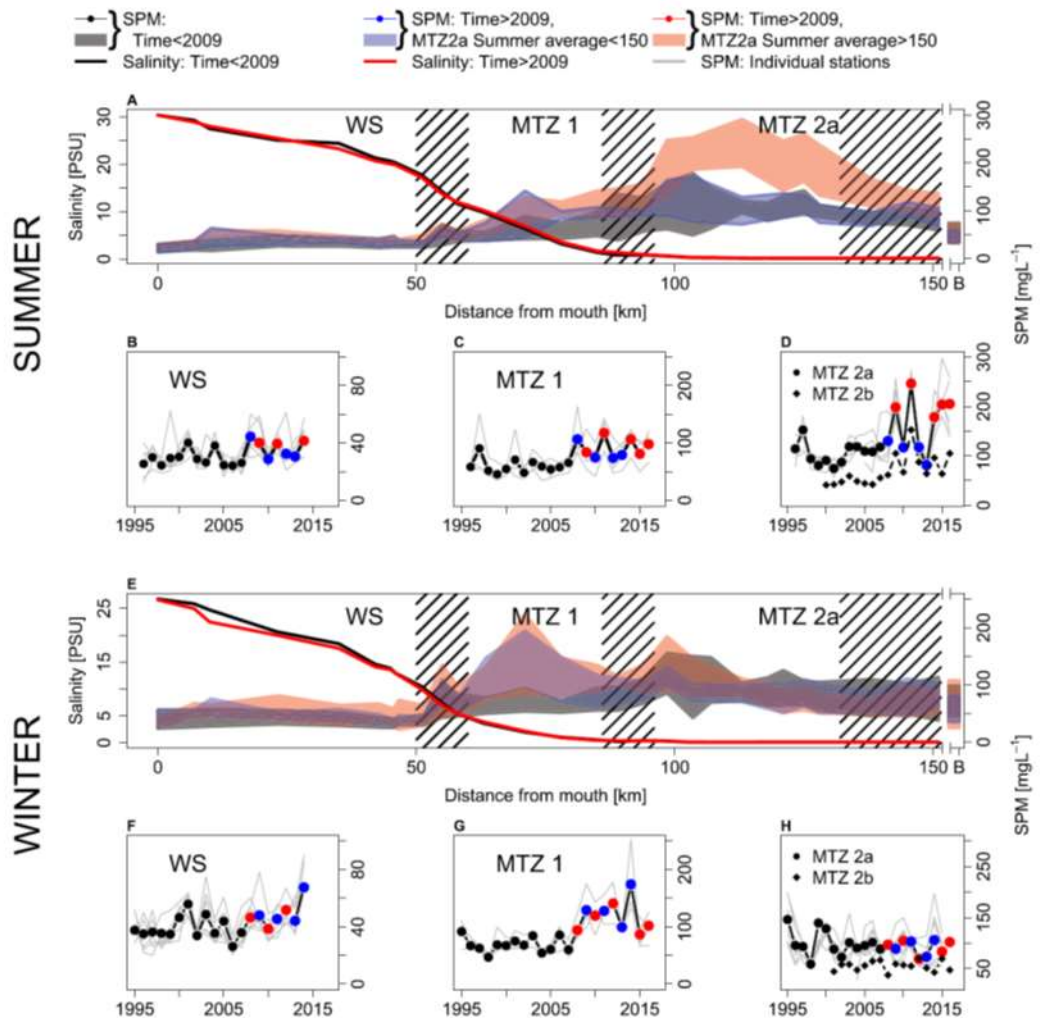 SPM: SPM: Time>2009, SPM: Time>2009,
Time<2009 MTZ2a Summer average<150 MTZ2a Summer average>150
Salinity: Time<2009 Salinity: Time>2009 SPM: Individual stations
SUMMER
A
WS MTZ 1 MTZ 2a
Salinity [PSU]
0 10 20 30
0 50 100 150 B
Distance from mouth [km]
0 100 200 300
SPM [mgL⁻¹]
B
WS
0 40 80
1995 2005 2015
C
MTZ 1
0 100 200
1995 2005 2015
D
MTZ 2a
MTZ 2b
0 100 200 300
1995 2005 2015
WINTER
E
WS MTZ 1 MTZ 2a
Salinity [PSU]
0 5 15 25
0 50 100 150 B
Distance from mouth [km]
0 100 200
SPM [mgL⁻¹]
F
WS
0 40 80
1995 2005 2015
G
MTZ 1
0 100 200
1995 2005 2015
H
MTZ 2a
MTZ 2b
50 150 250
1995 2005 2015